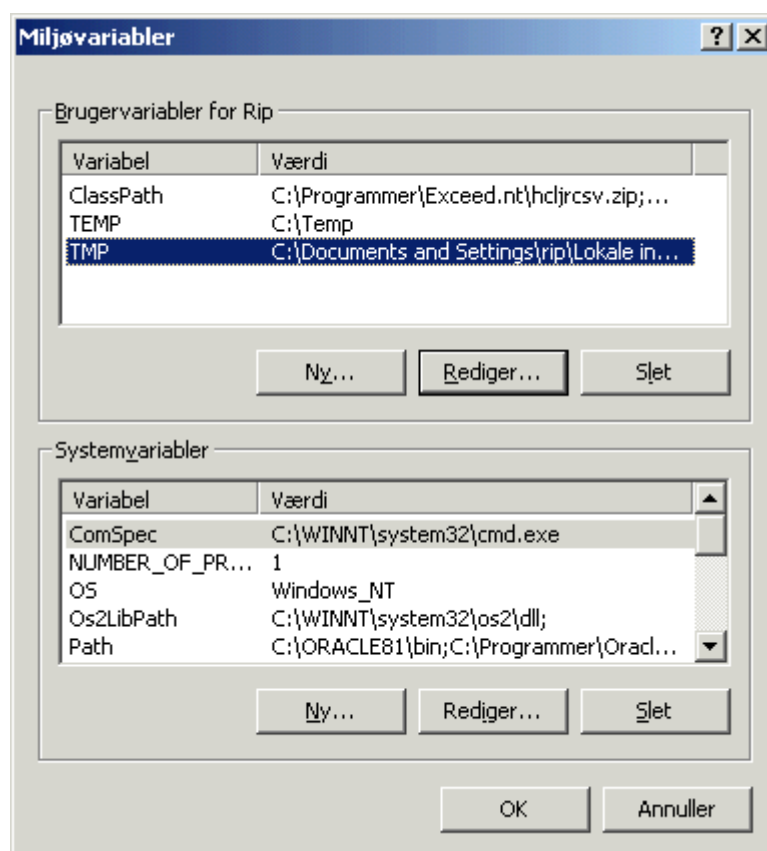 Miljøvariabler
Brugervariabler for Rip
Variabel Værdi
ClassPath C:\Programmer\Exceed.nt\hcljrcsv.zip;...
TEMP C:\Temp
TMP C:\Documents and Settings\rip\Lokale in...
Ny... Rediger... Slet
Systemvariabler
Variabel Værdi
ComSpec C:\WINNT\system32\cmd.exe
NUMBER_OF_PR... 1
OS Windows_NT
Os2LibPath C:\WINNT\system32\os2\dll;
Path C:\ORACLE81\bin;C:\Programmer\Oracl...
Ny... Rediger... Slet
OK Annuller